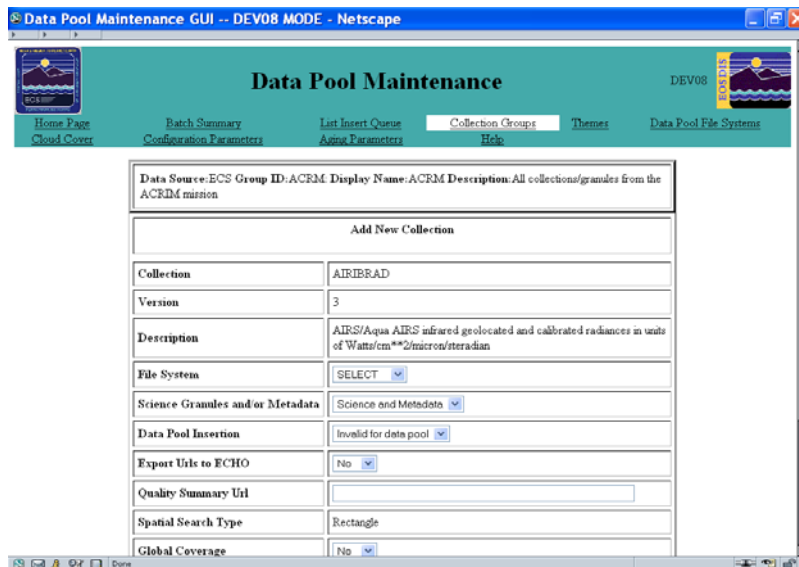 Data Pool Maintenance GUI -- DEV08 MODE - Netscape
ECS
Data Pool Maintenance
DEV08
EOSDIS
Home Page Batch Summary List Insert Queue Collection Groups Themes Data Pool File Systems
Cloud Cover Configuration Parameters Aging Parameters Help
Data Source:ECS Group ID:ACRM Display Name:ACRM Description:All collections/granules from the
ACRIM mission
Add New Collection
Collection AIRIBRAD
Version 3
Description AIRS/Aqua AIRS infrared geolocated and calibrated radiances in units
of Watts/cm**2/micron/steradian
File System SELECT
Science Granules and/or Metadata Science and Metadata
Data Pool Insertion Invalid for data pool
Export Urls to ECHO No
Quality Summary Url
Spatial Search Type Rectangle
Global Coverage No
Done